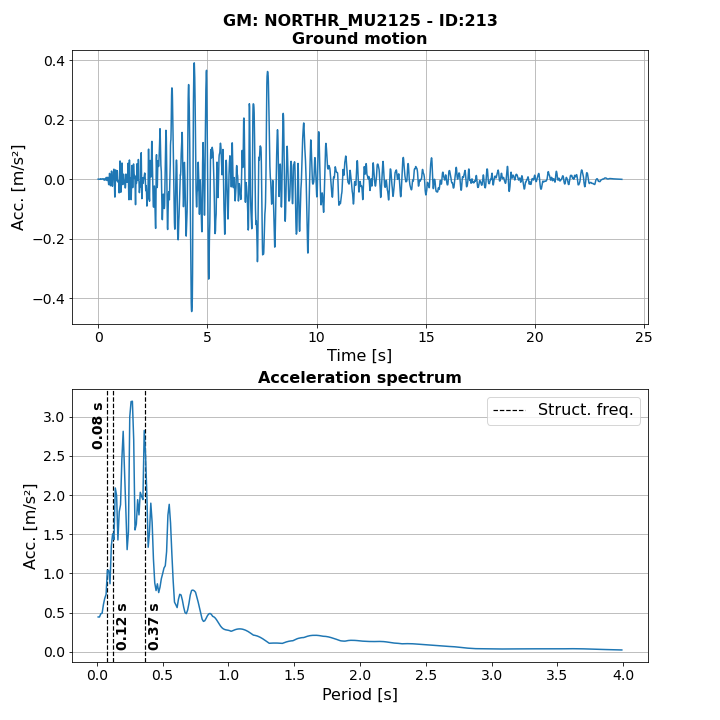 GM: NORTHR_MU2125 - ID:213
Ground motion
0.4
0.2
0.0
−0.2
−0.4
Acc. [m/s²]
0 5 10 15 20 25
Time [s]
Acceleration spectrum
3.0
2.5
2.0
1.5
1.0
0.5
0.0
Acc. [m/s²]
0.08 s
0.12 s
0.37 s
Struct. freq.
0.0 0.5 1.0 1.5 2.0 2.5 3.0 3.5 4.0
Period [s]